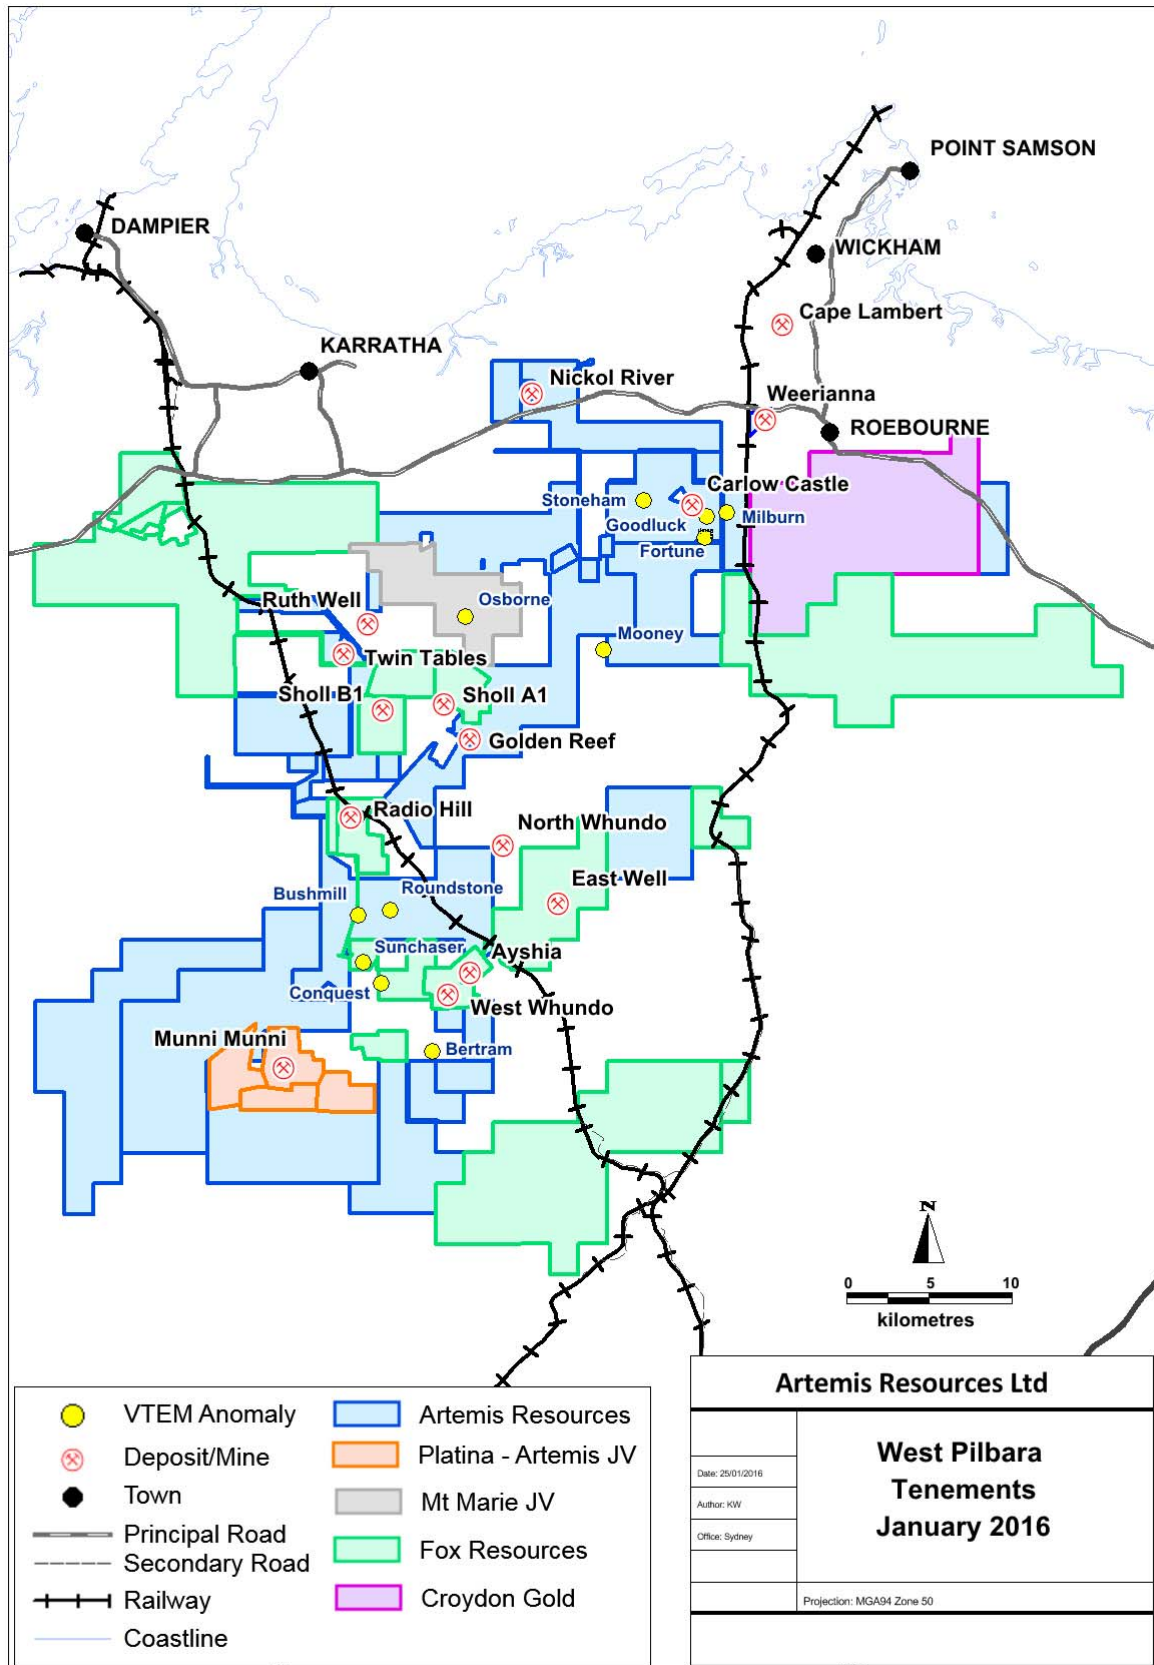 POINT SAMSON
DAMPIER
WICKHAM
Cape Lambert
KARRATHA
Nickol River
Weerianna
ROEBOURNE
Carlow Castle
Stoneham
Goodluck
Milburn
Fortune
Ruth Well
Osborne
Mooney
Twin Tables
Sholl B1
Sholl A1
Golden Reef
Radio Hill
North Whundo
East Well
Bushmill
Roundstone
Sunchaser
Ayshia
Conquest
West Whundo
Munni Munni
Bertram
N
0 5 10
kilometres
VTEM Anomaly
Deposit/Mine
Town
Principal Road
Secondary Road
Railway
Coastline
Artemis Resources
Platina - Artemis JV
Mt Marie JV
Fox Resources
Croydon Gold
Artemis Resources Ltd
Date: 25/01/2016
Author: KW
Office: Sydney
West Pilbara
Tenements
January 2016
Projection: MGA94 Zone 50